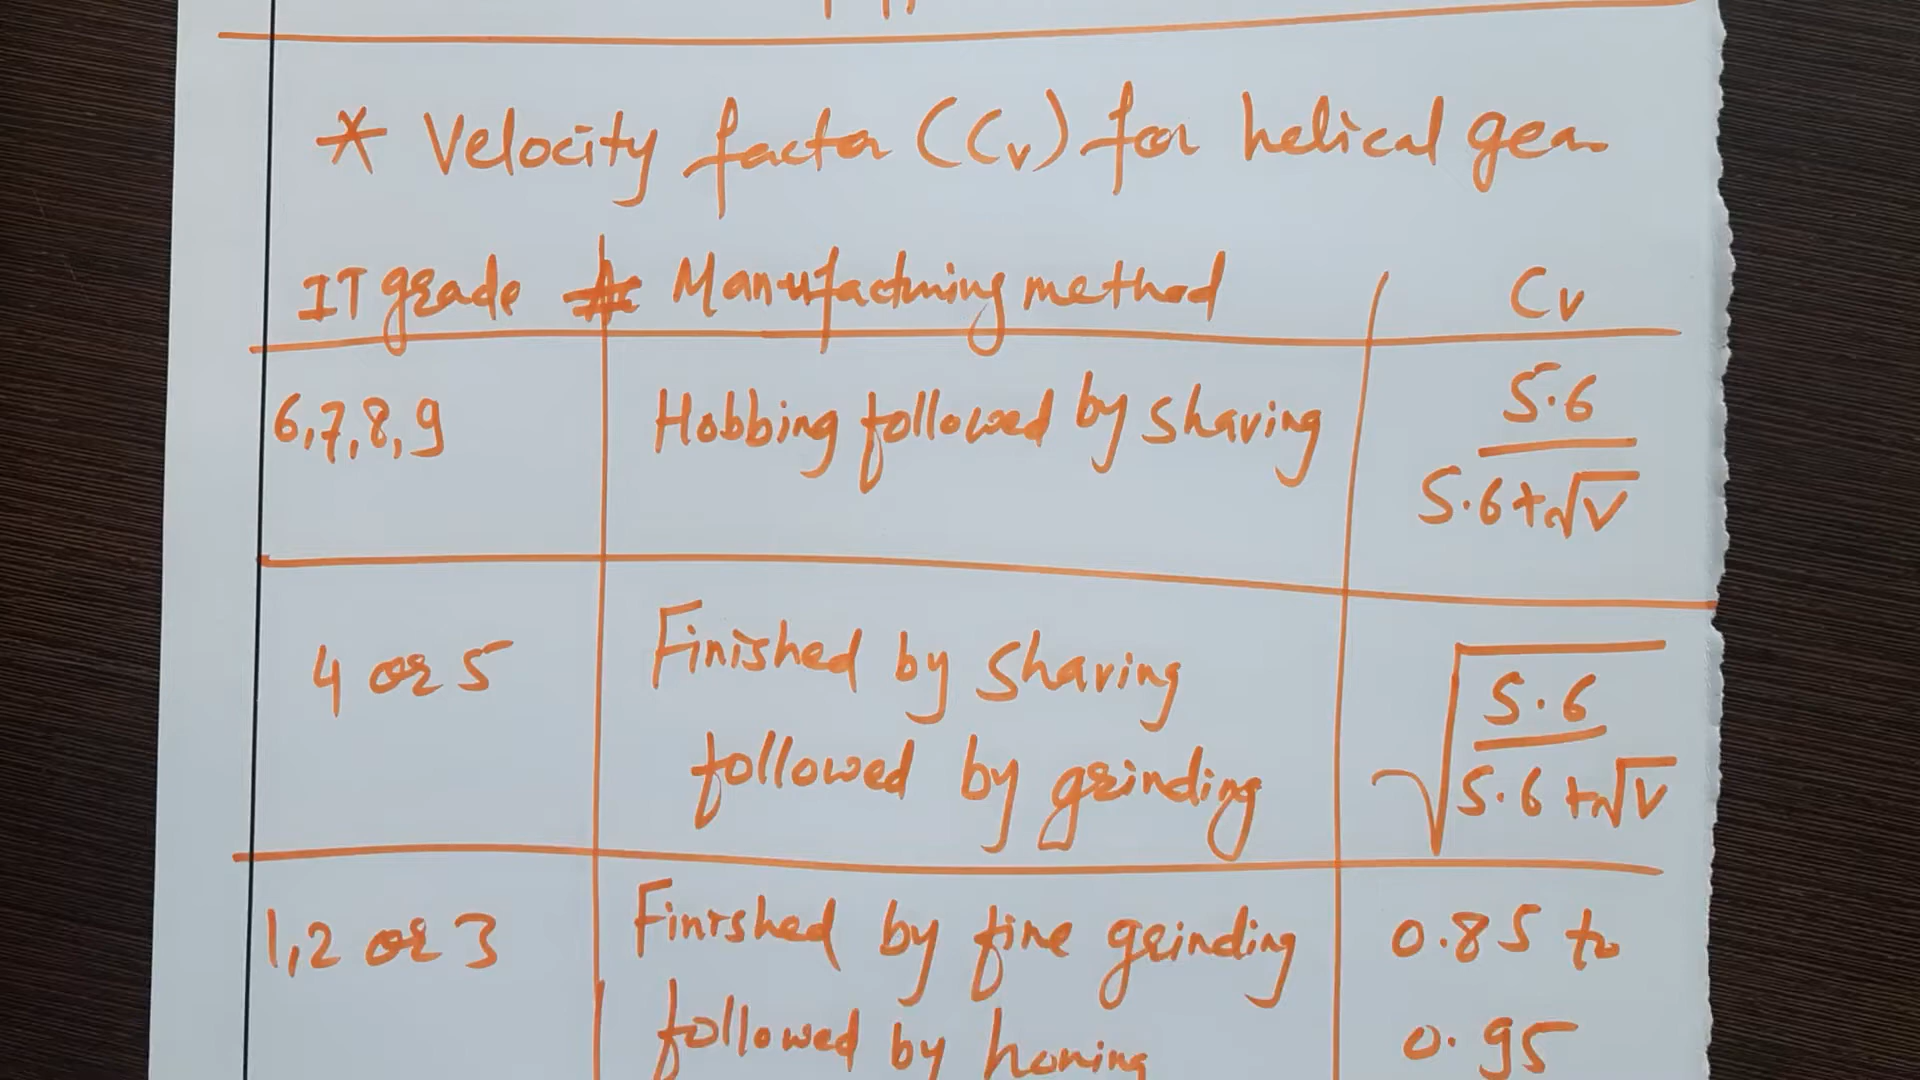 * Velocity factor (Cv) for helical gear
IT grade Manufacturing method Cv
6,7,8,9 Hobbing followed by shaving 5.6
5.6+√V
4 or 5 Finished by shaving √5.6
followed by grinding 5.6+√V
1,2 or 3 Finished by fine grinding 0.85 to
followed by honing 0.95